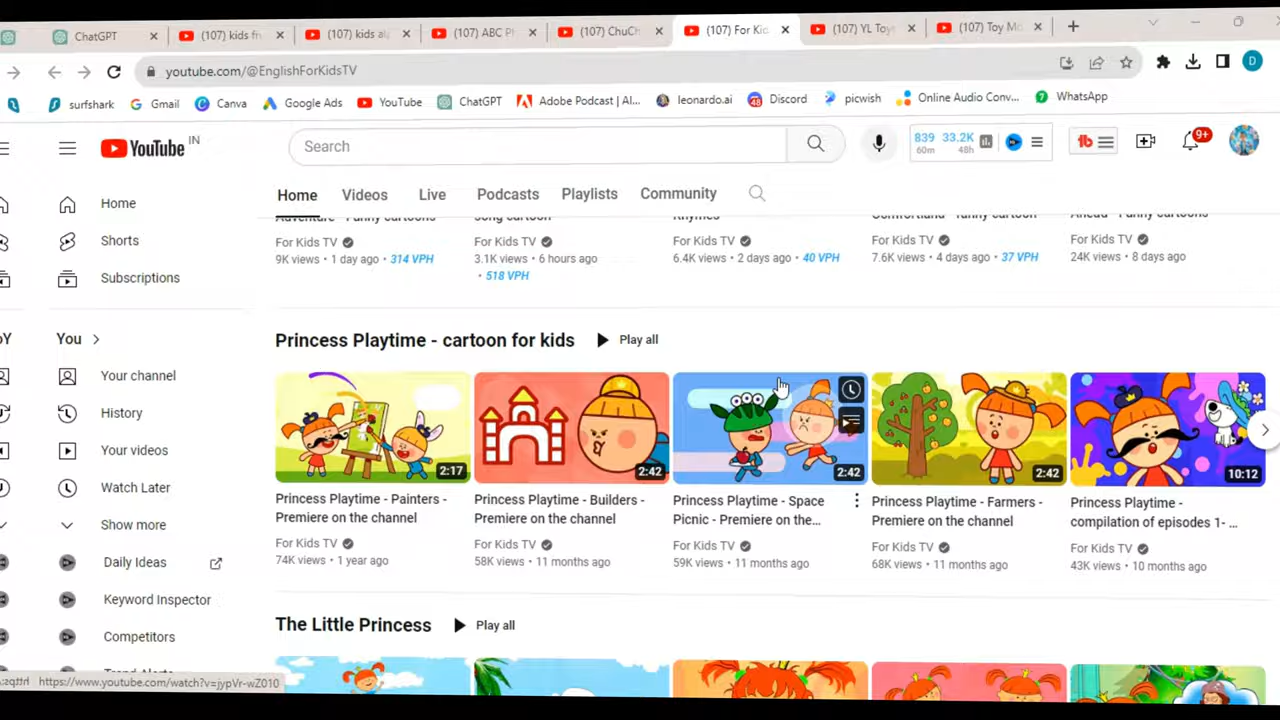 ChatGPT
(107) kids fr
(107) kids a
(107) ABC P
(107) ChuCh
(107) For Kid
(107) YL Toy
(107) Toy Mo
youtube.com/@EnglishForKidsTV
D
surfshark
Gmail
Canva
Google Ads
YouTube
ChatGPT
Adobe Podcast | Al...
leonardo.ai
48
Discord
picwish
Online Audio Conv...
7
WhatsApp
YouTube IN
Search
839 33.2K
60m 48h
9+
Home
Videos
Live
Podcasts
Playlists
Community
Home
Shorts
Subscriptions
You
Your channel
History
Your videos
Watch Later
Show more
Daily Ideas
Keyword Inspector
Competitors
Adventure - Funny cartoons
For Kids TV
9K views • 1 day ago • 314 VPH
Song cartoon
For Kids TV
3.1K views • 6 hours ago
• 518 VPH
Rhymes
For Kids TV
6.4K views • 2 days ago • 40 VPH
For Kids TV
7.6K views • 4 days ago • 37 VPH
For Kids TV
24K views • 8 days ago
Princess Playtime - cartoon for kids
Play all
2:17
Princess Playtime - Painters -
Premiere on the channel
For Kids TV
74K views • 1 year ago
2:42
Princess Playtime - Builders -
Premiere on the channel
For Kids TV
58K views • 11 months ago
2:42
Princess Playtime - Space
Picnic - Premiere on the...
For Kids TV
59K views • 11 months ago
2:42
Princess Playtime - Farmers -
Premiere on the channel
For Kids TV
68K views • 11 months ago
10:12
Princess Playtime -
compilation of episodes 1- ...
For Kids TV
43K views • 10 months ago
The Little Princess
Play all
https://www.youtube.com/watch?v=jypVr-wZ010